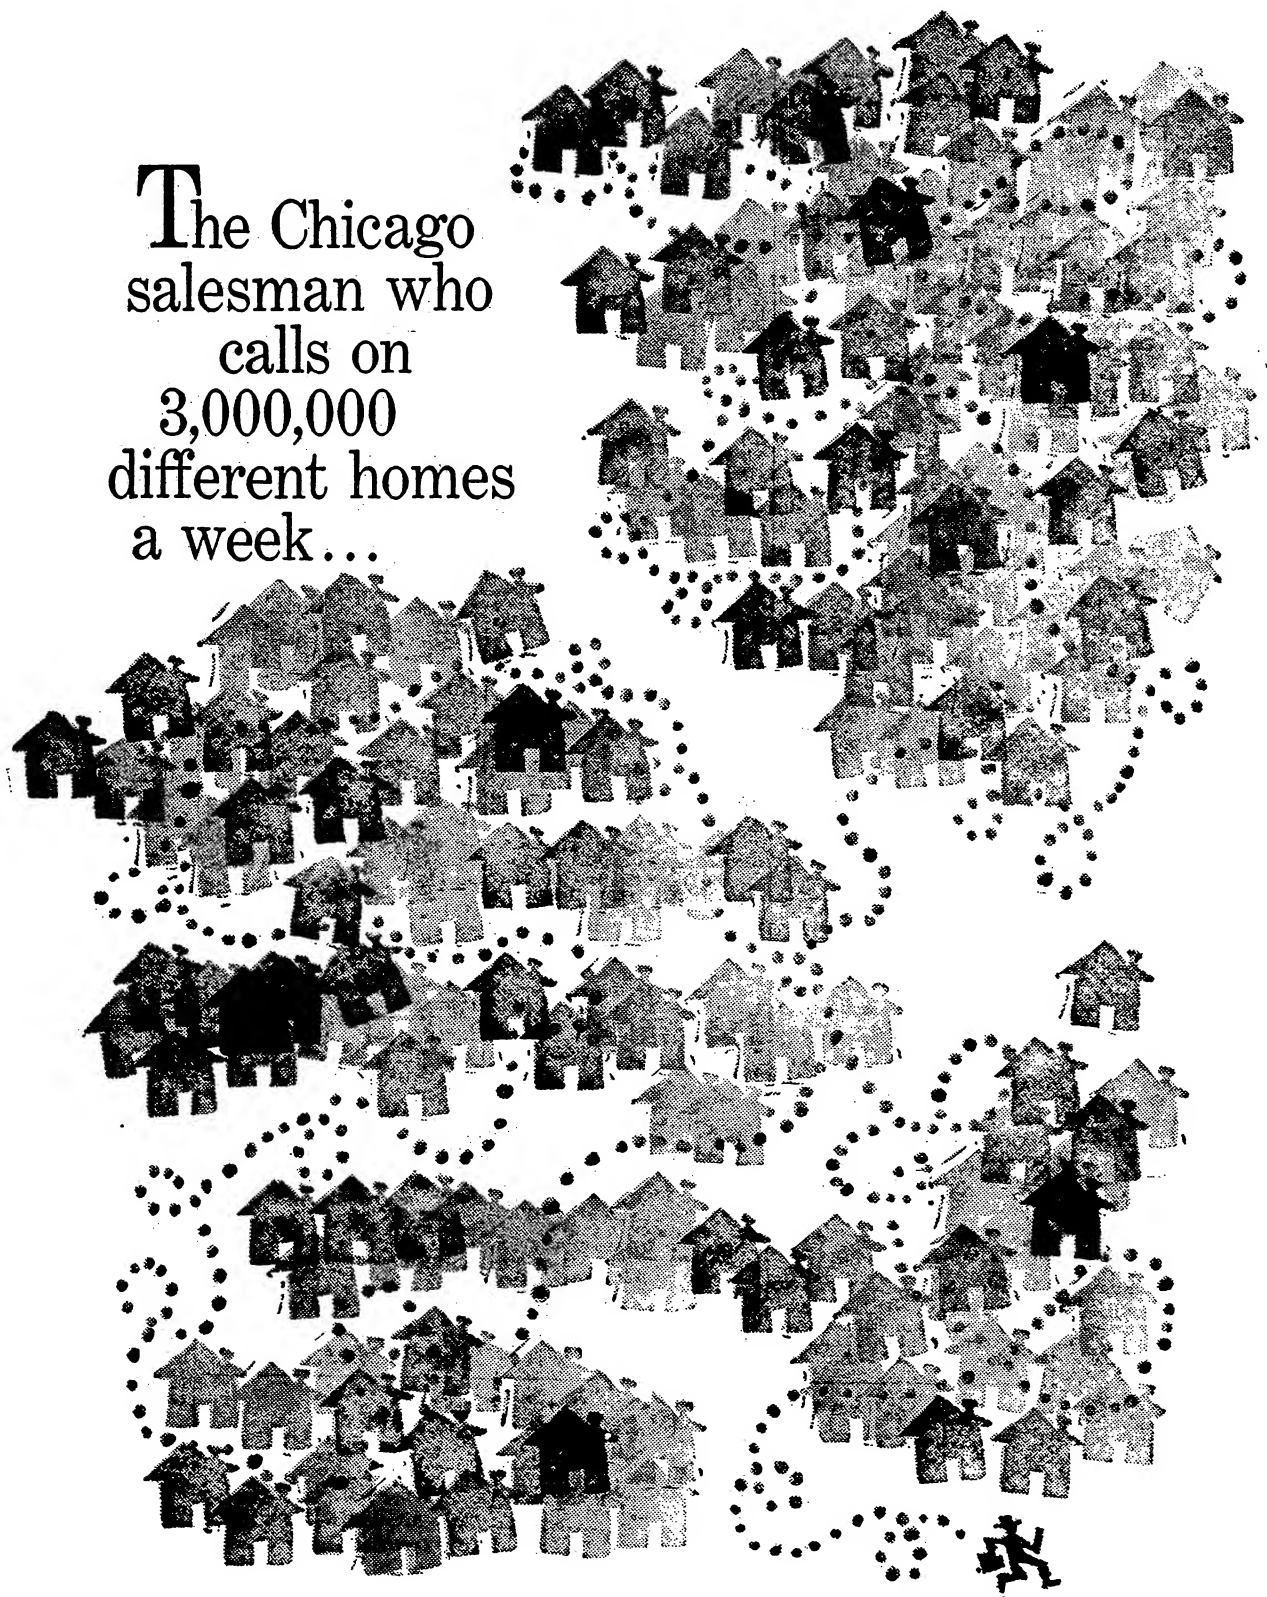 The Chicago
salesman who
calls on
3,000,000
different homes
a week...